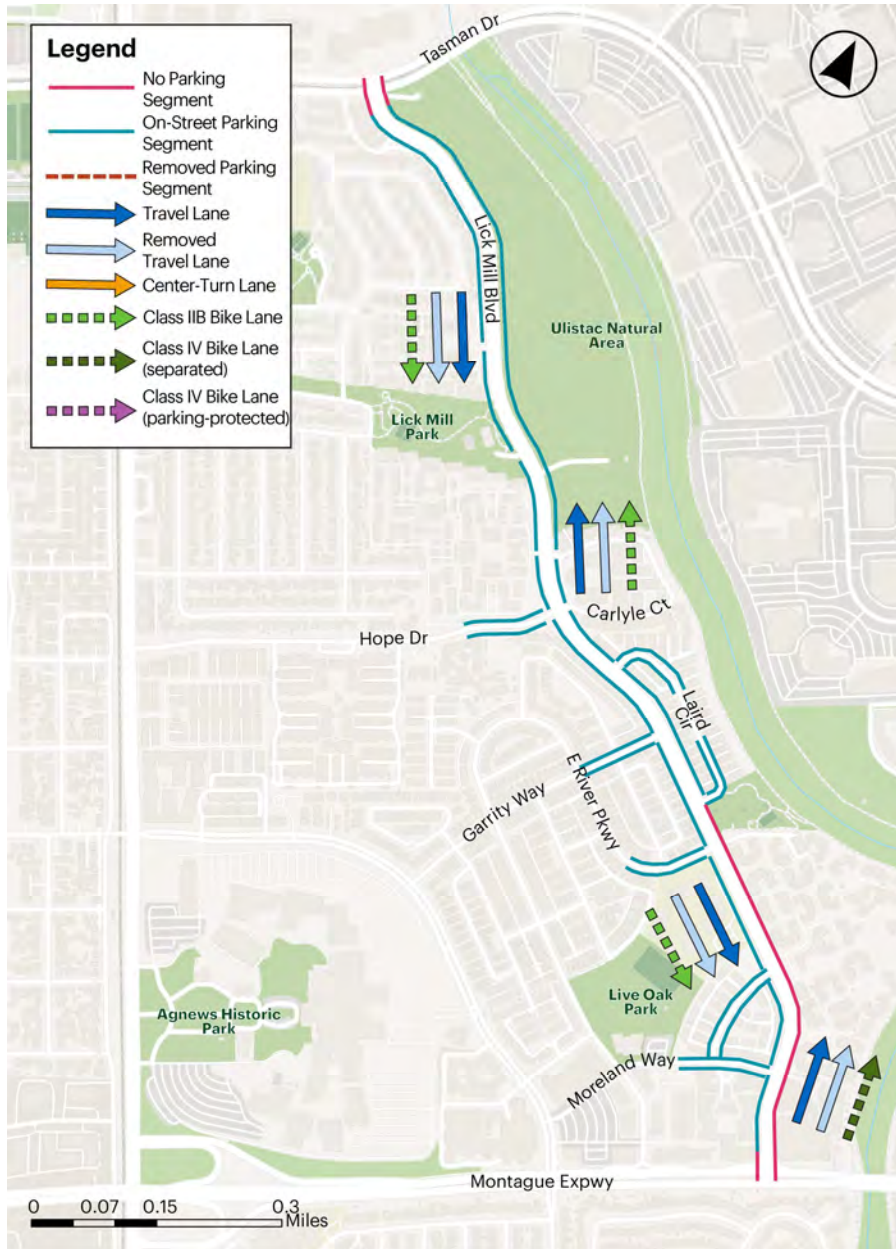 Legend
No Parking
Segment
On-Street Parking
Segment
Removed Parking
Segment
Travel Lane
Removed
Travel Lane
Center-Turn Lane
Class IIB Bike Lane
Class IV Bike Lane
(separated)
Class IV Bike Lane
(parking-protected)
Tasman Dr
Lick Mill Blvd
Ulistac Natural
Area
Lick Mill
Park
Carlyle Ct
Hope Dr
Laird
Cir
E River Pkwy
Garrity Way
Live Oak
Park
Agnews Historic
Park
Moreland Way
Montague Expwy
0 0.07 0.15 0.3
Miles